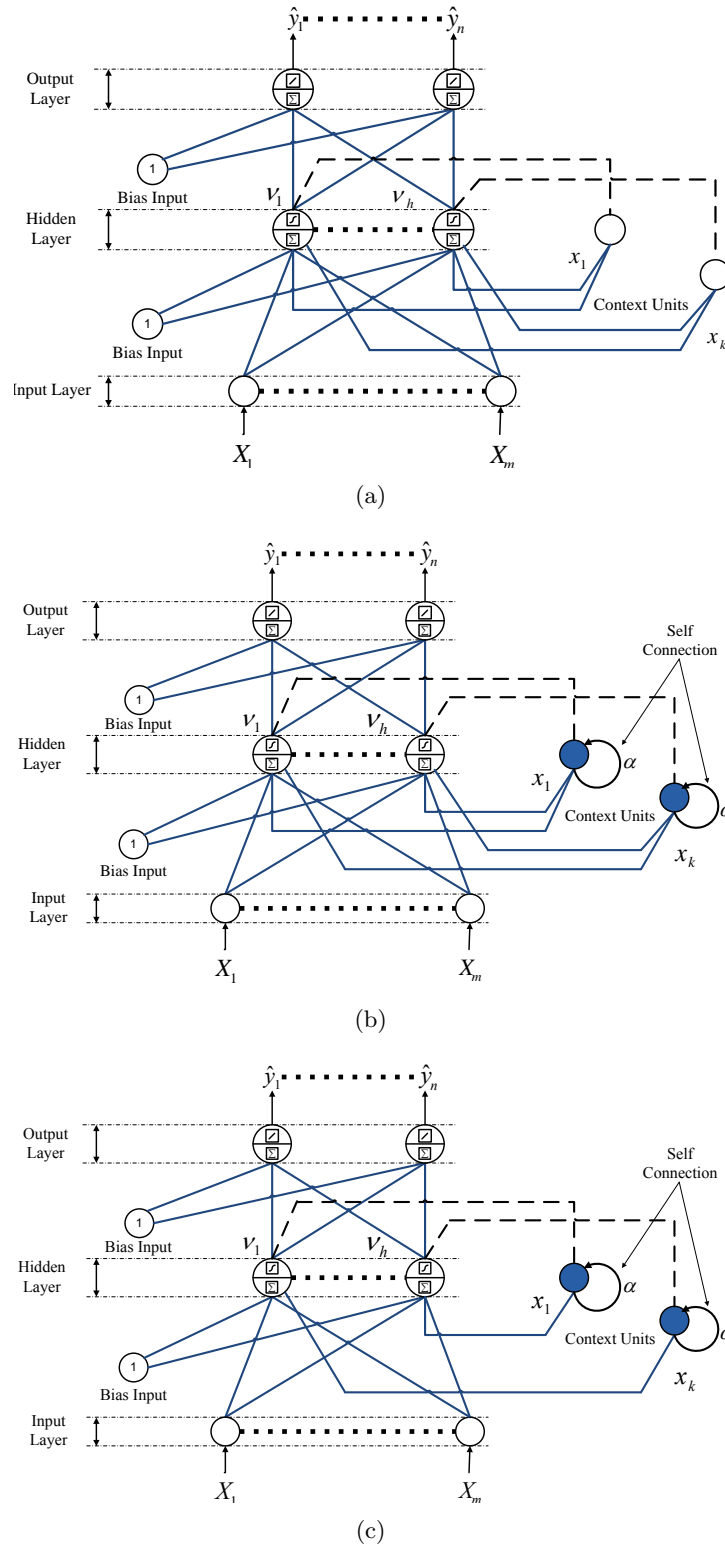 ŷ₁ ŷₙ
Output
Layer
1
Bias Input
ν₁ νₕ
Hidden
Layer
Σ Σ
x₁
1
Bias Input
Context Units
xₖ
Input Layer
X₁ Xₘ
(a)
ŷ₁ ŷₙ
Output
Layer
Σ Σ
Self
Connection
1
Bias Input
ν₁ νₕ
Hidden
Layer
Σ Σ
x₁ α
1
Bias Input
Context Units
α
xₖ
Input
Layer
X₁ Xₘ
(b)
ŷ₁ ŷₙ
Output
Layer
Σ Σ
Self
Connection
1
Bias Input
ν₁ νₕ
Hidden
Layer
Σ Σ
x₁ α
Context Units
α
1
Bias Input
xₖ
Input
Layer
X₁ Xₘ
(c)